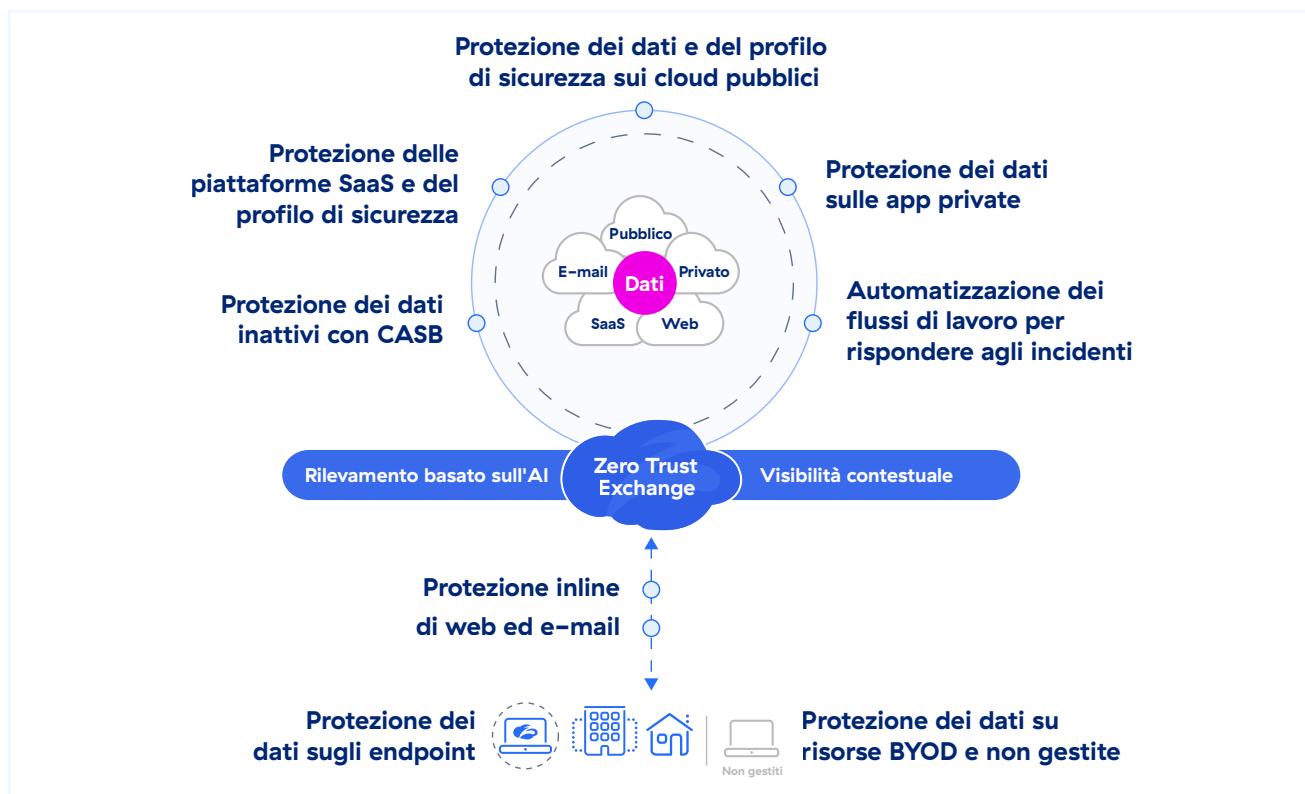 Protezione dei dati e del profilo
di sicurezza sui cloud pubblici
Protezione delle
piattaforme SaaS e del
profilo di sicurezza
Protezione dei dati
sulle app private
Pubblico
E-mail
Dati
Privato
SaaS
Web
Protezione dei dati
inattivi con CASB
Automatizzazione dei
flussi di lavoro per
rispondere agli incidenti
Rilevamento basato sull'AI
Zero Trust
Exchange
Visibilità contestuale
Protezione inline
di web ed e-mail
Protezione dei
dati sugli endpoint
Non gestiti
Protezione dei dati su
risorse BYOD e non gestite